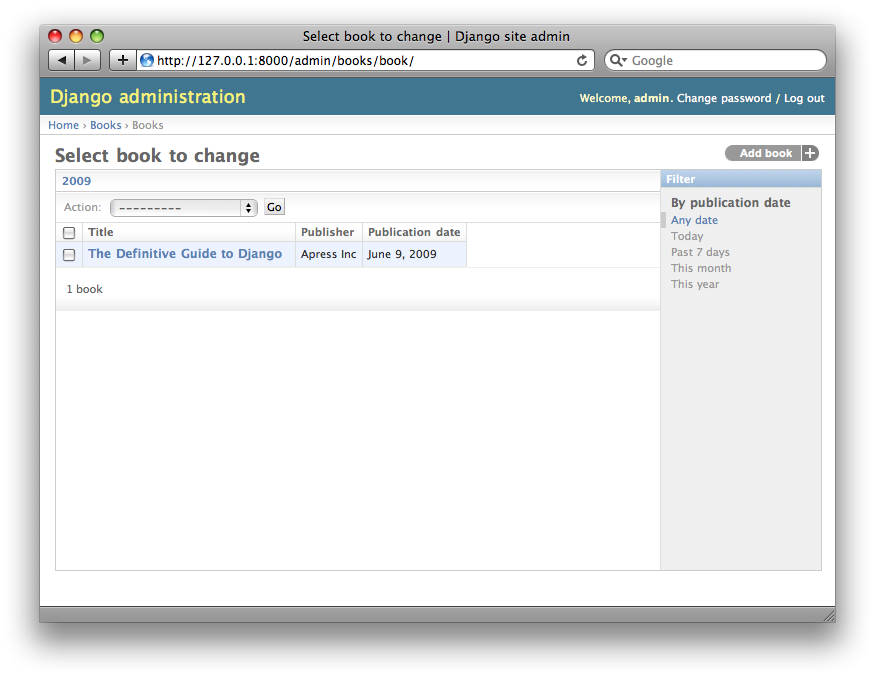 Select book to change | Django site admin
http://127.0.0.1:8000/admin/books/book/ Google
Django administration
Welcome, admin. Change password / Log out
Home › Books › Books
Select book to change
Add book +
2009
Action: --------- Go
Title Publisher Publication date
The Definitive Guide to Django Apress Inc June 9, 2009
1 book
Filter
By publication date
Any date
Today
Past 7 days
This month
This year